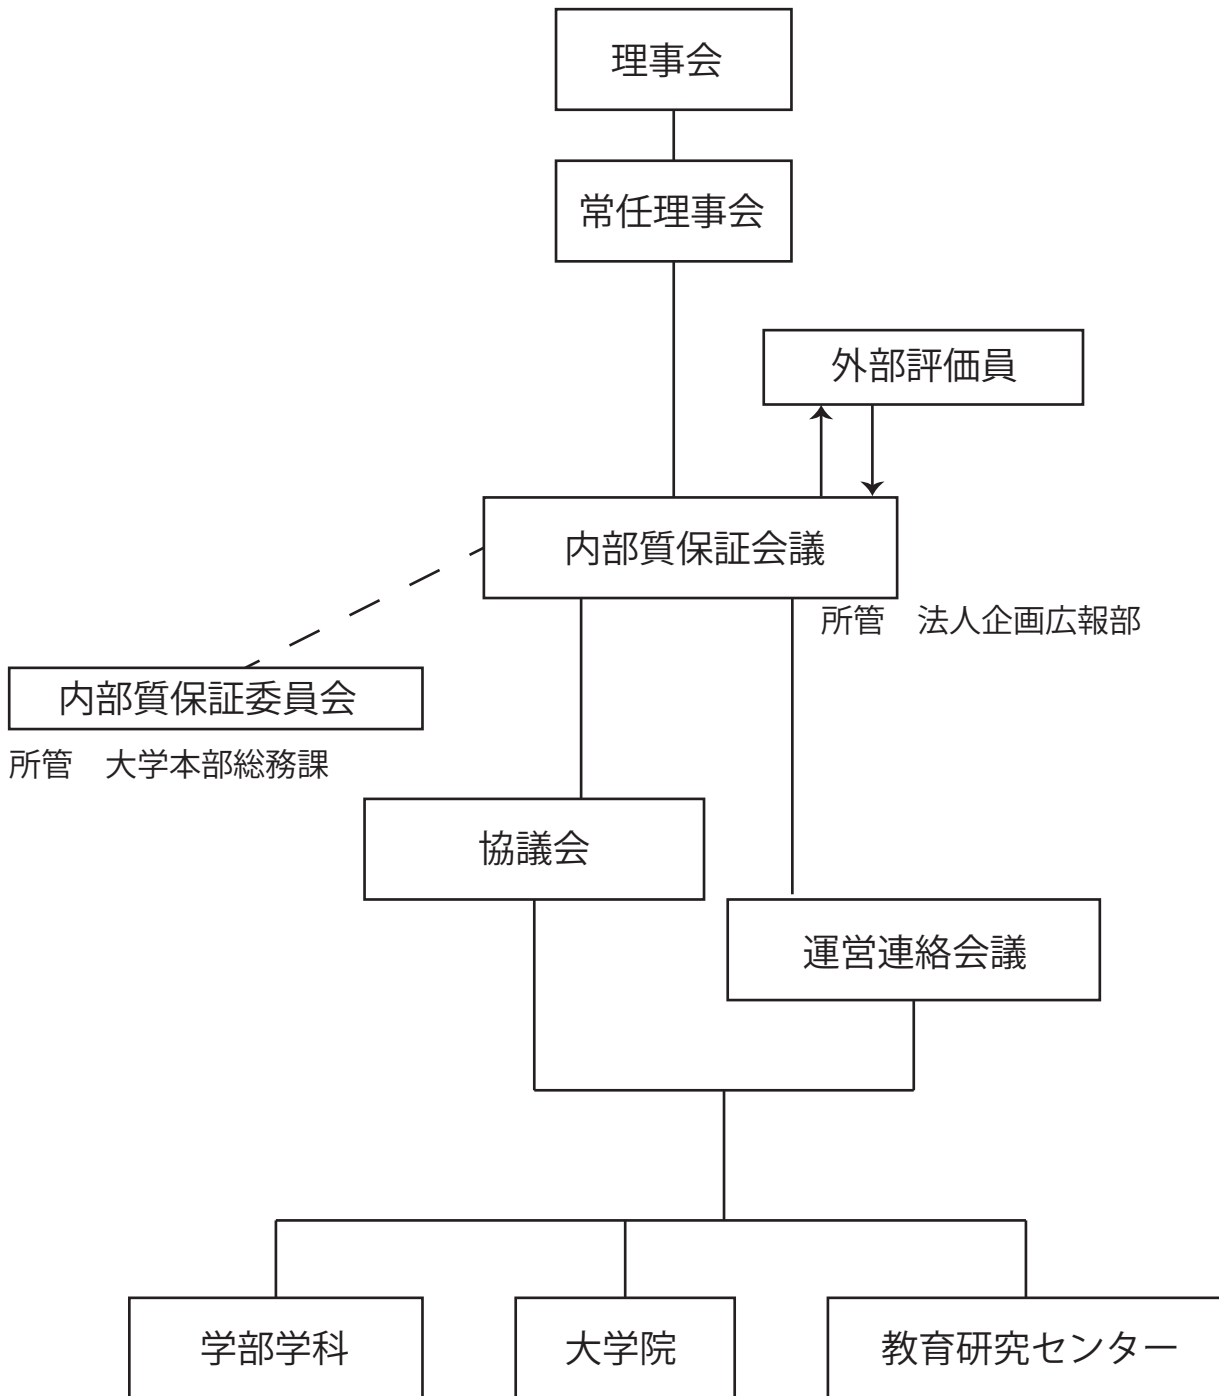 理事会
常任理事会
外部評価員
内部質保証会議
所管　法人企画広報部
内部質保証委員会
所管　大学本部総務課
協議会
運営連絡会議
学部学科
大学院
教育研究センター